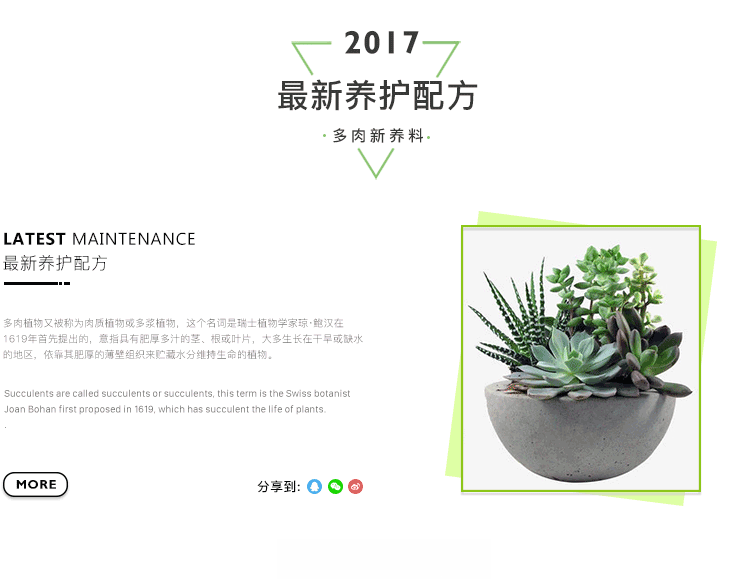 2017
最新养护配方
·多肉新养料·
LATEST MAINTENANCE
最新养护配方
多肉植物又被称为肉质植物或多浆植物，这个名词是瑞士植物学家琼·鲍汉在
1619年首先提出的，意指具有肥厚多汁的茎、根或叶片，大多生长在干旱或缺水
的地区，依靠其肥厚的薄壁组织来贮藏水分维持生命的植物。
Succulents are called succulents or succulents, this term is the Swiss botanist
Joan Bohan first proposed in 1619, which has succulent the life of plants.
.
MORE
分享到: